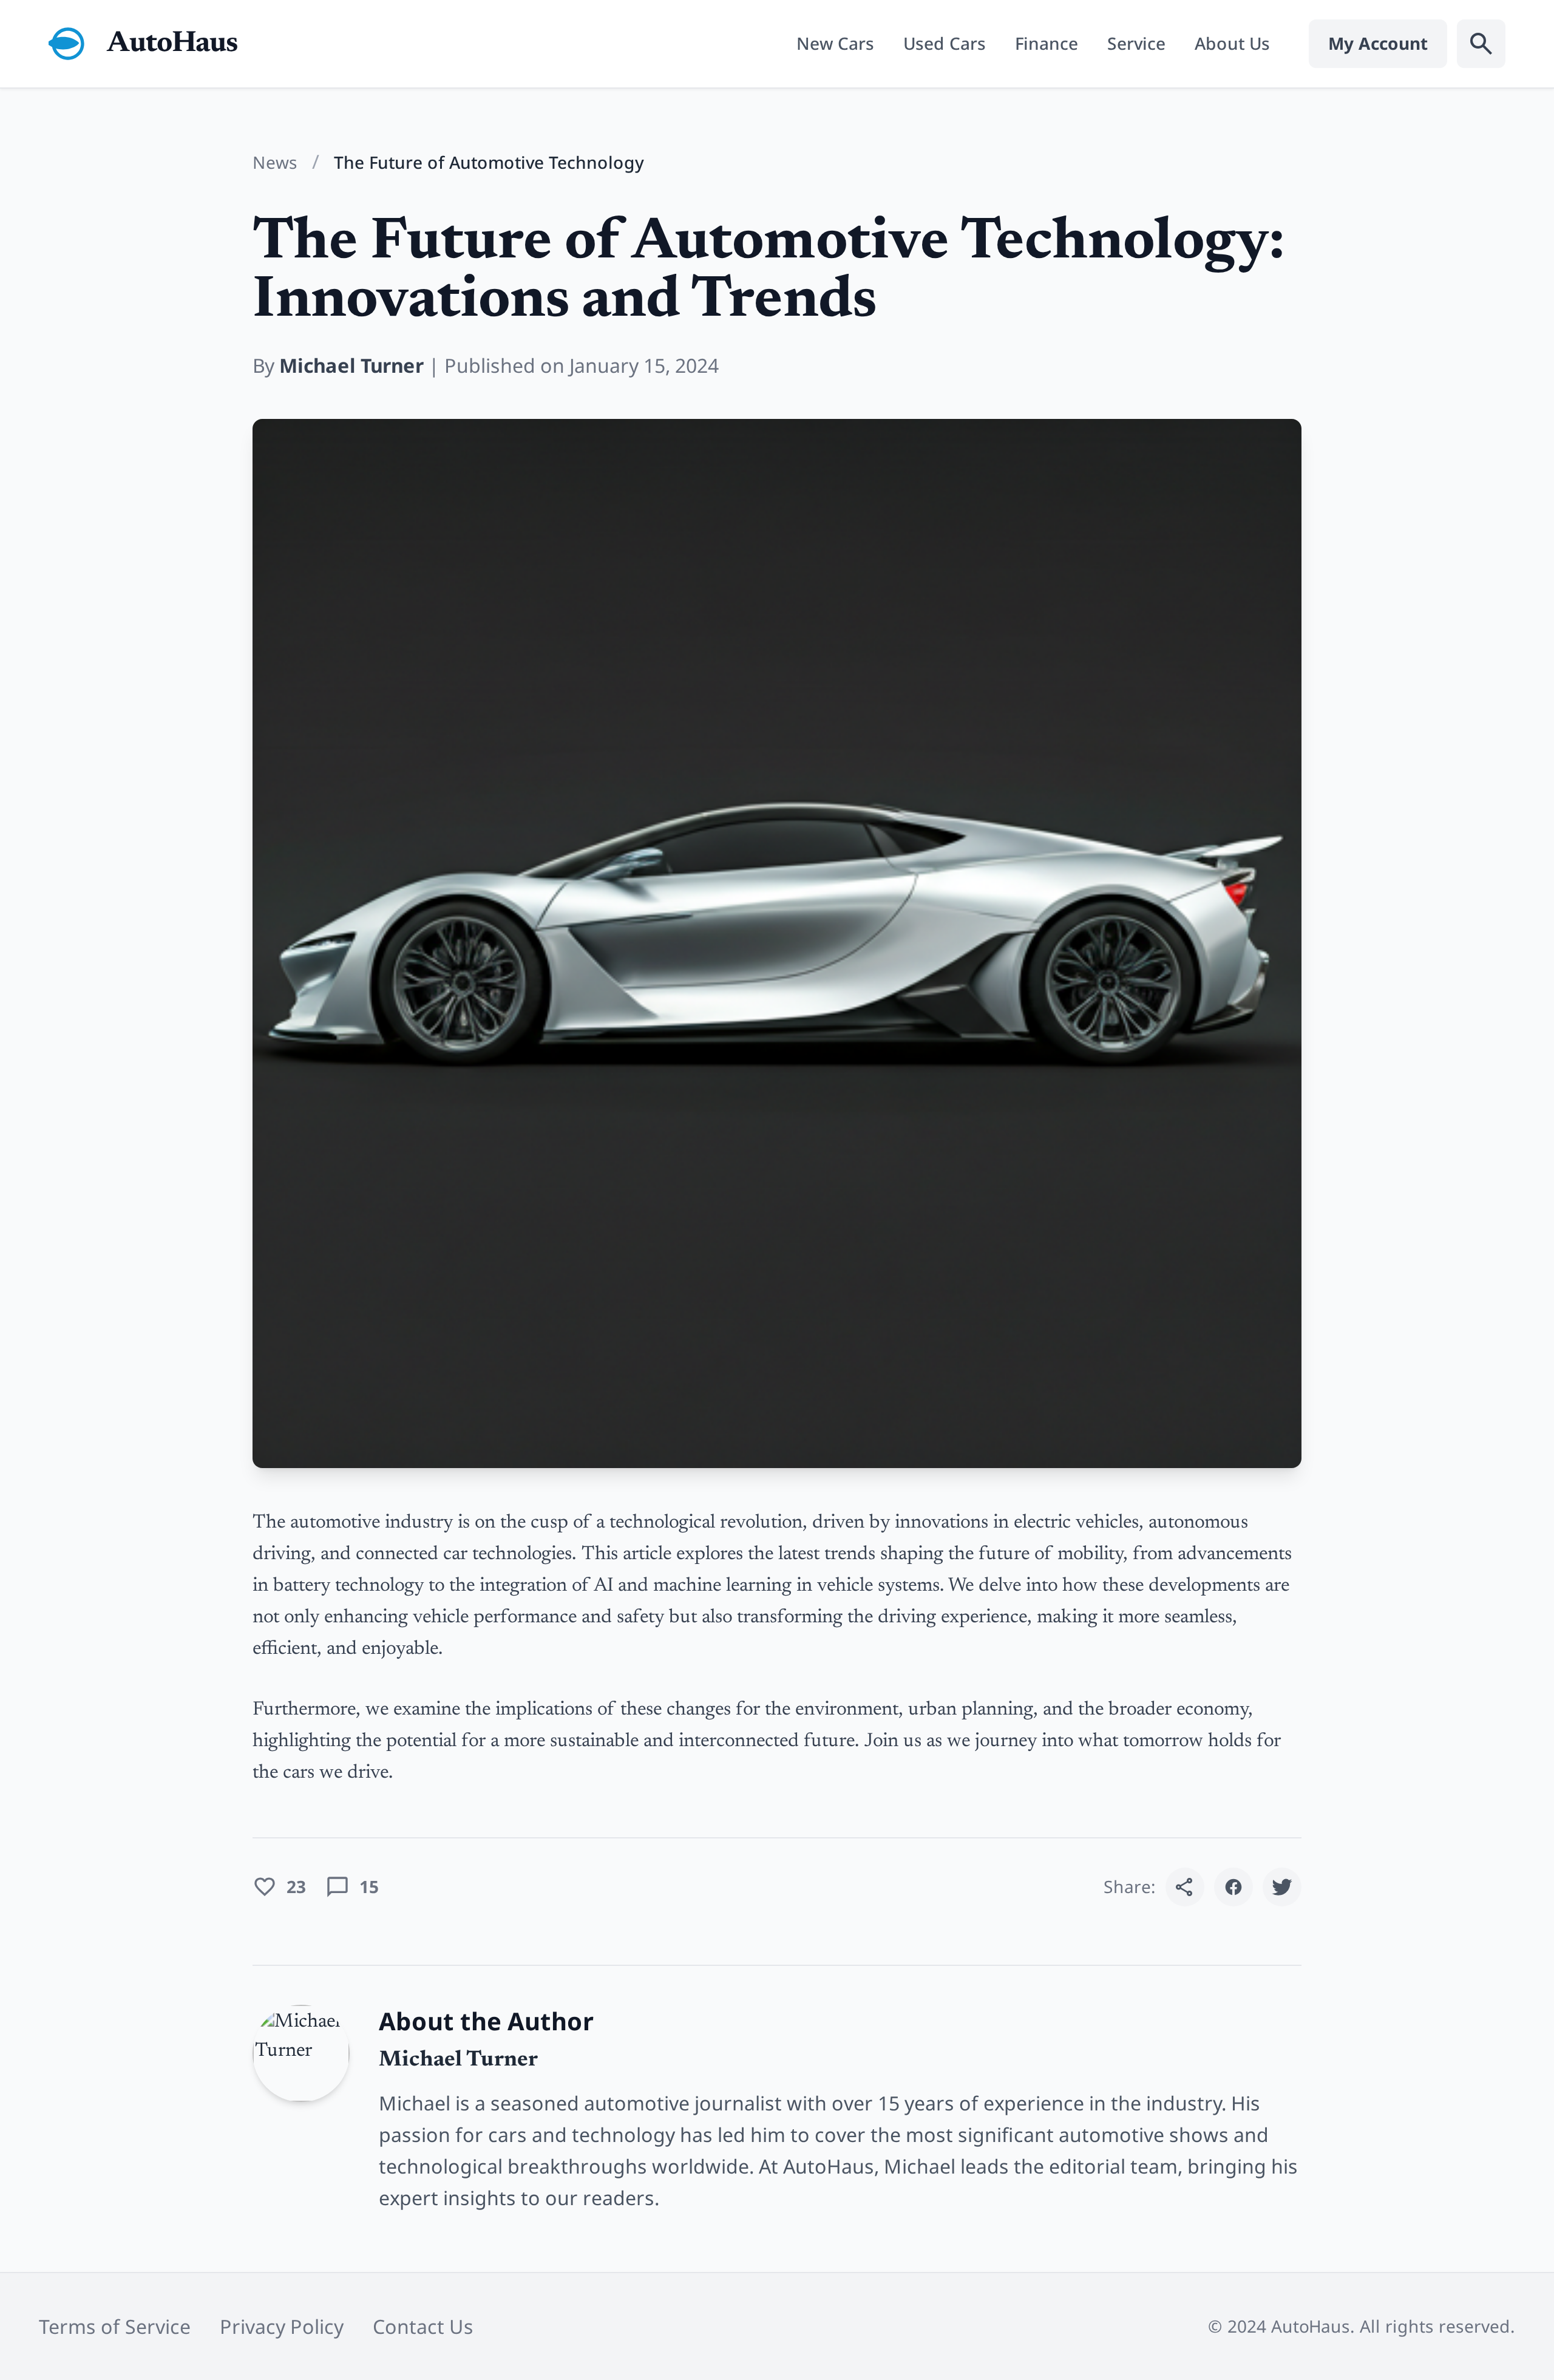 AutoHaus
New Cars Used Cars Finance Service About Us My Account
News / The Future of Automotive Technology
The Future of Automotive Technology:
Innovations and Trends
By Michael Turner | Published on January 15, 2024
The automotive industry is on the cusp of a technological revolution, driven by innovations in electric vehicles, autonomous
driving, and connected car technologies. This article explores the latest trends shaping the future of mobility, from advancements
in battery technology to the integration of AI and machine learning in vehicle systems. We delve into how these developments are
not only enhancing vehicle performance and safety but also transforming the driving experience, making it more seamless,
efficient, and enjoyable.
Furthermore, we examine the implications of these changes for the environment, urban planning, and the broader economy,
highlighting the potential for a more sustainable and interconnected future. Join us as we journey into what tomorrow holds for
the cars we drive.
23 15 Share:
Michael
Turner
About the Author
Michael Turner
Michael is a seasoned automotive journalist with over 15 years of experience in the industry. His
passion for cars and technology has led him to cover the most significant automotive shows and
technological breakthroughs worldwide. At AutoHaus, Michael leads the editorial team, bringing his
expert insights to our readers.
Terms of Service Privacy Policy Contact Us © 2024 AutoHaus. All rights reserved.